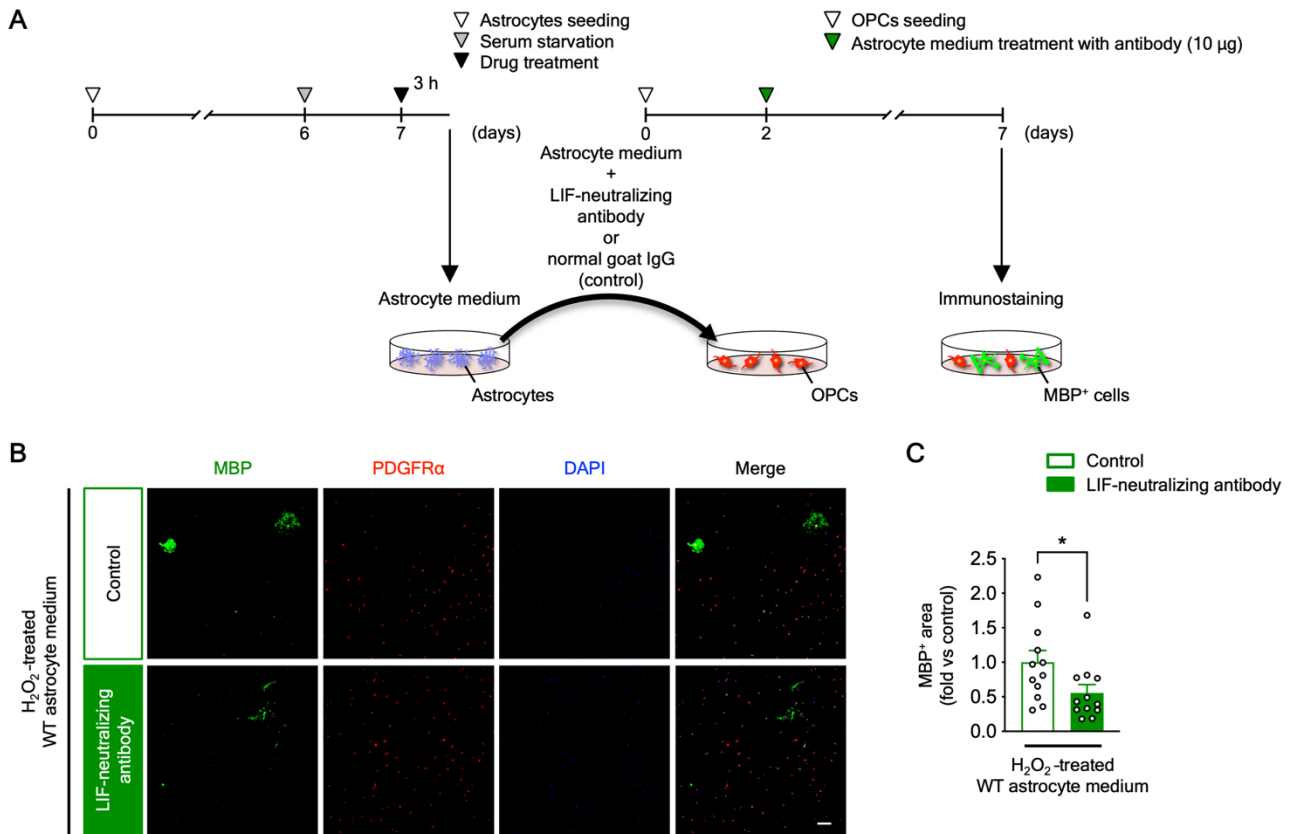 A
Astrocytes seeding
Serum starvation
Drug treatment
OPCs seeding
Astrocyte medium treatment with antibody (10 µg)
3 h
0
6
7
(days)
0
2
7
(days)
Astrocyte medium
+
LIF-neutralizing
antibody
or
normal goat IgG
(control)
Astrocyte medium
Immunostaining
Astrocytes
OPCs
MBP⁺ cells
B
MBP
PDGFRα
DAPI
Merge
H₂O₂-treated
WT astrocyte medium
Control
LIF-neutralizing
antibody
C
Control
LIF-neutralizing antibody
MBP⁺ area
(fold vs control)
2.5
2.0
1.5
1.0
0.5
0.0
*
H₂O₂-treated
WT astrocyte medium